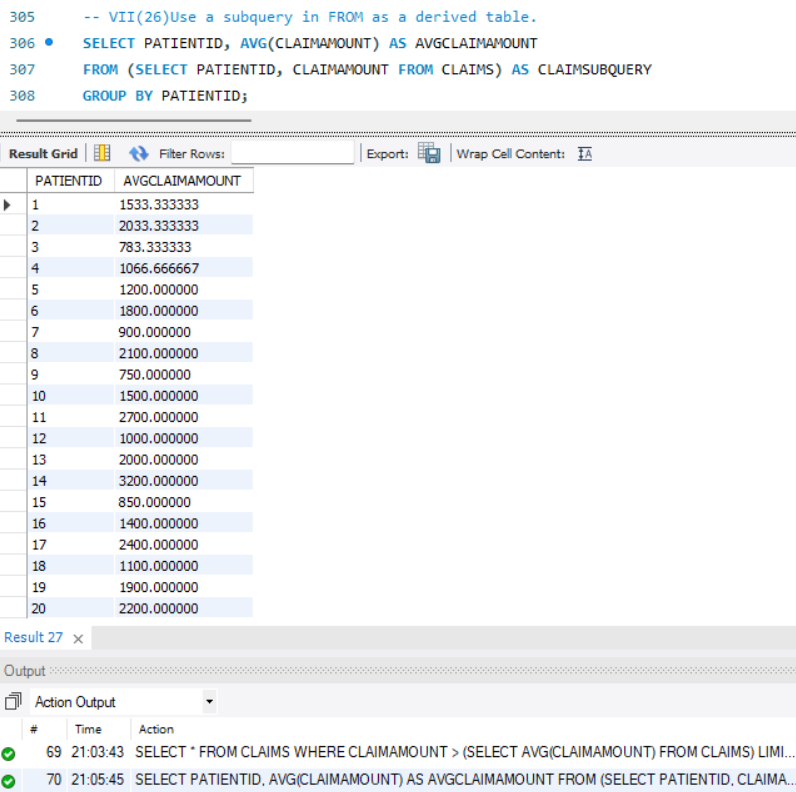 305 -- VII(26)Use a subquery in FROM as a derived table.
306 SELECT PATIENTID, AVG(CLAIMAMOUNT) AS AVGCLAIMAMOUNT
307 FROM (SELECT PATIENTID, CLAIMAMOUNT FROM CLAIMS) AS CLAIMSUBQUERY
308 GROUP BY PATIENTID;
Result Grid Filter Rows: Export: Wrap Cell Content: IA
PATIENTID AVGCLAIMAMOUNT
1 1533.333333
2 2033.333333
3 783.333333
4 1066.666667
5 1200.000000
6 1800.000000
7 900.000000
8 2100.000000
9 750.000000
10 1500.000000
11 2700.000000
12 1000.000000
13 2000.000000
14 3200.000000
15 850.000000
16 1400.000000
17 2400.000000
18 1100.000000
19 1900.000000
20 2200.000000
Result 27 ×
Output
Action Output
# Time Action
69 21:03:43 SELECT * FROM CLAIMS WHERE CLAIMAMOUNT > (SELECT AVG(CLAIMAMOUNT) FROM CLAIMS) LIMI...
70 21:05:45 SELECT PATIENTID, AVG(CLAIMAMOUNT) AS AVGCLAIMAMOUNT FROM (SELECT PATIENTID, CLAIMA...